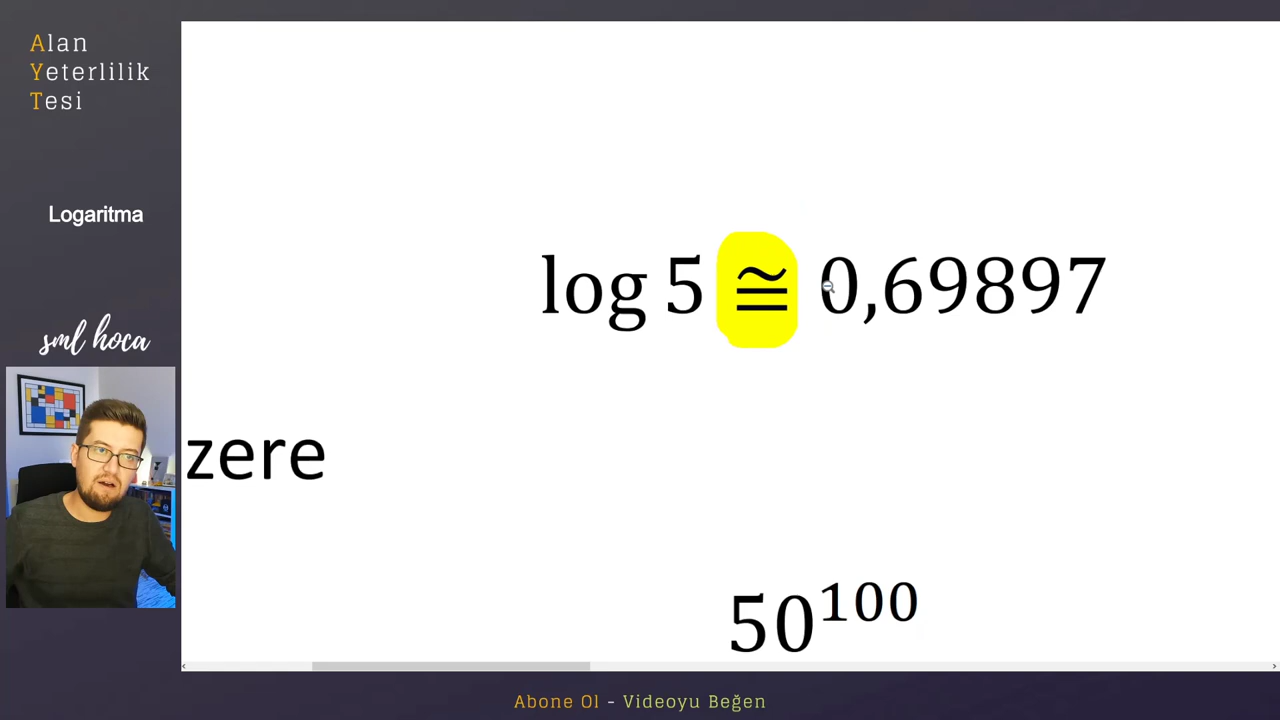 Alan
Yeterlilik
Tesi
Logaritma
sml hoca
log 5 ≅ 0,69897
zere
50¹⁰⁰
Abone Ol - Videoyu Beğen